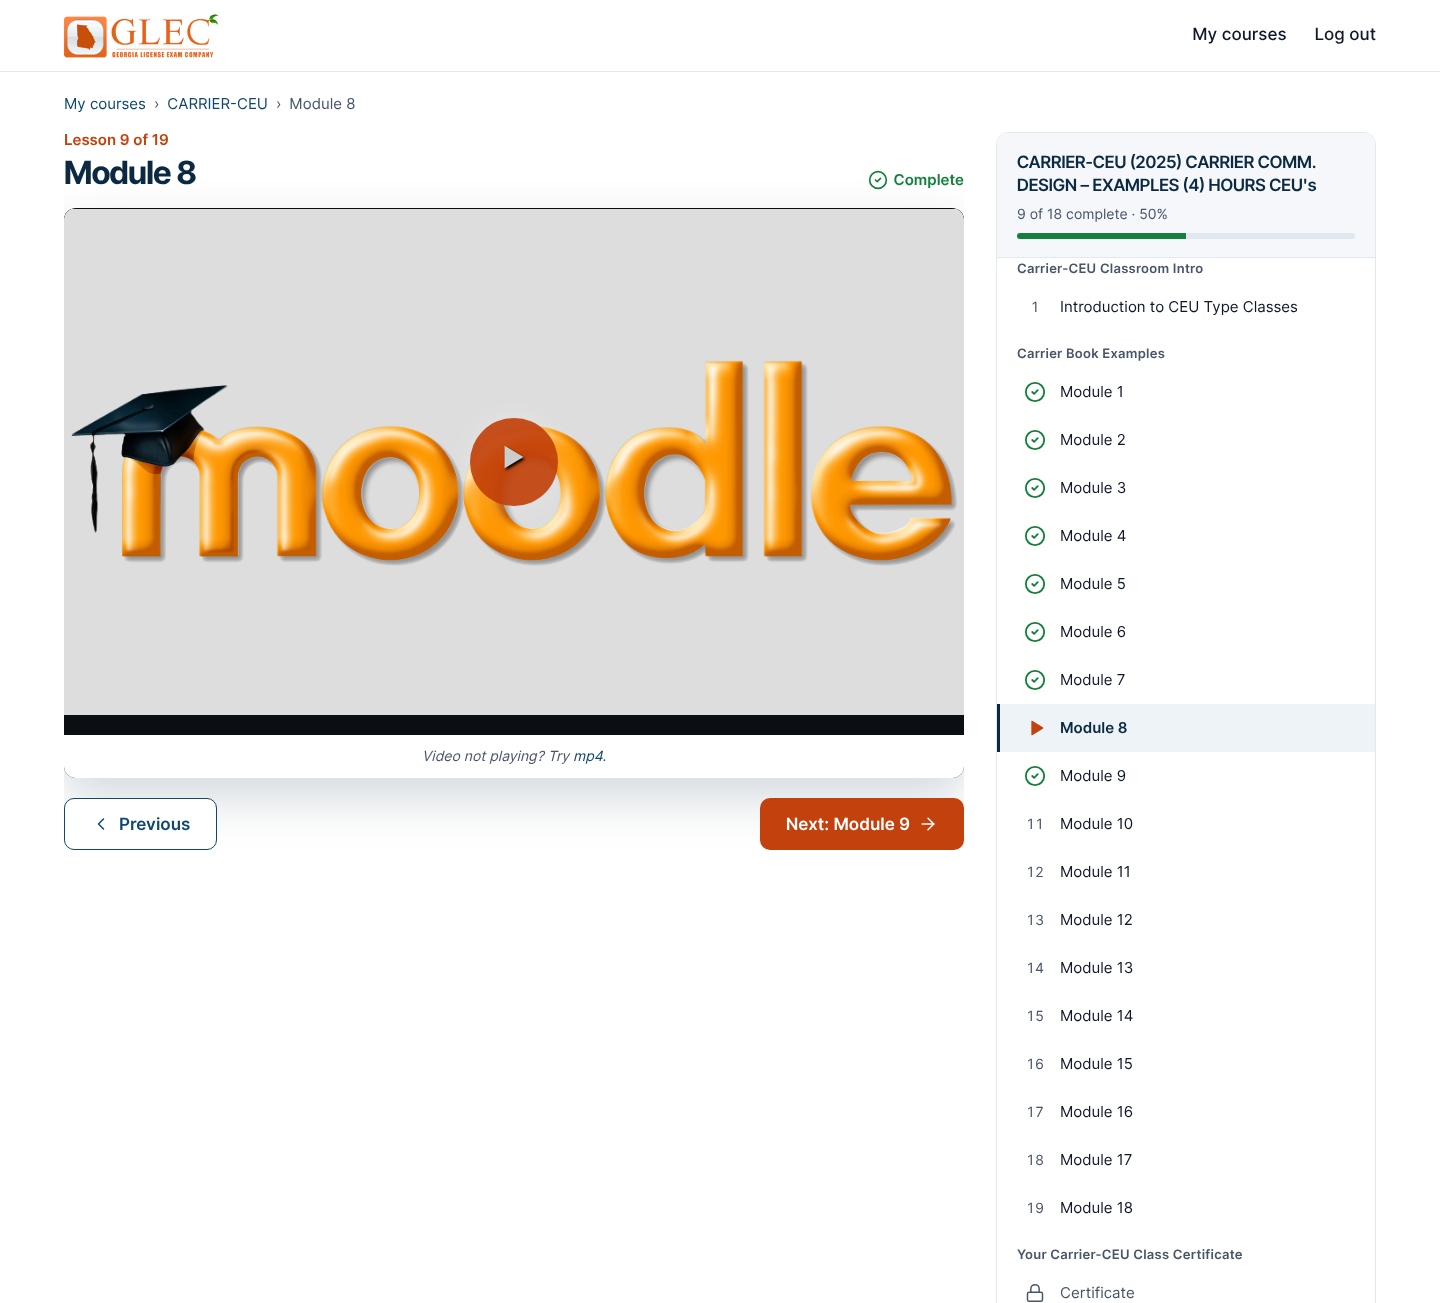 GLEC
GEORGIA LICENSE EXAM COMPANY
My courses
Log out
My courses › CARRIER-CEU › Module 8
Lesson 9 of 19
Module 8
Complete
moodle
Video not playing? Try mp4.
Previous
Next: Module 9
CARRIER-CEU (2025) CARRIER COMM.
DESIGN – EXAMPLES (4) HOURS CEU's
9 of 18 complete · 50%
Carrier-CEU Classroom Intro
1 Introduction to CEU Type Classes
Carrier Book Examples
Module 1
Module 2
Module 3
Module 4
Module 5
Module 6
Module 7
Module 8
Module 9
11 Module 10
12 Module 11
13 Module 12
14 Module 13
15 Module 14
16 Module 15
17 Module 16
18 Module 17
19 Module 18
Your Carrier-CEU Class Certificate
Certificate